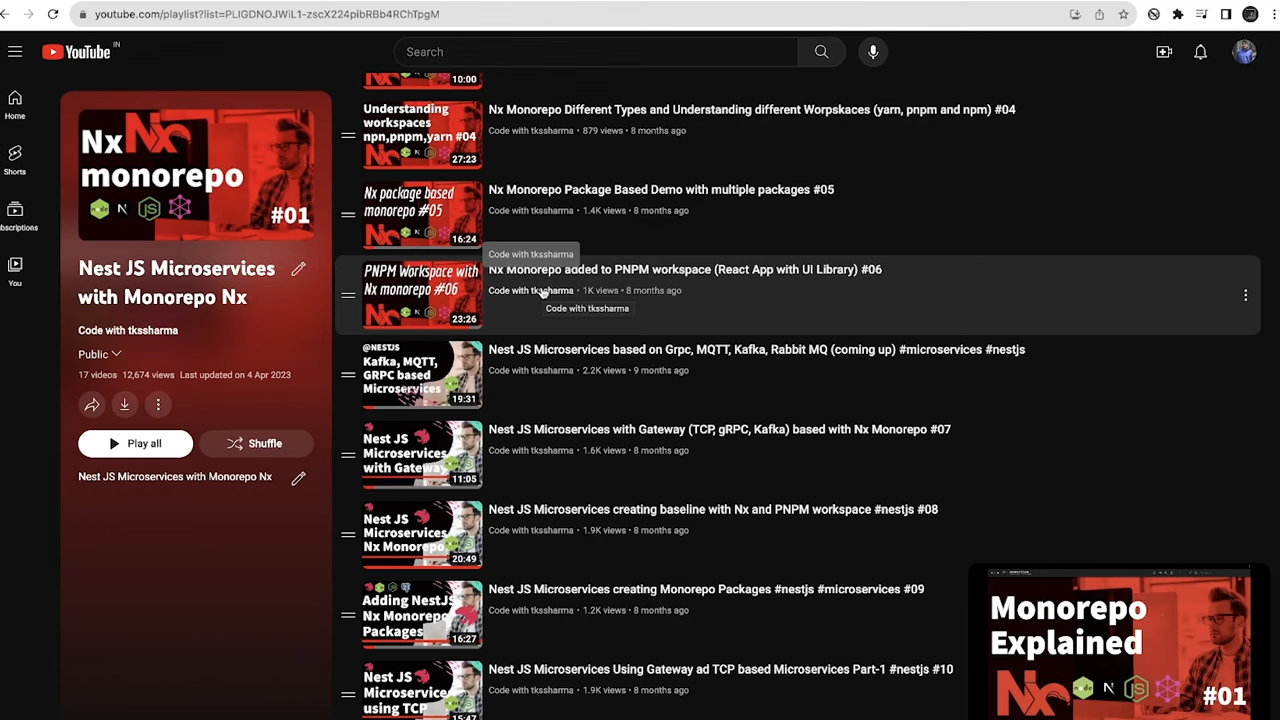 youtube.com/playlist?list=PLIGDNOJWiL1-zscX224pibRBb4RChTpgM
YouTube IN
Search
Home
Shorts
bscriptions
You
Nx
monorepo
#01
Nest JS Microservices
with Monorepo Nx
Code with tkssharma
Public
17 videos 12,674 views Last updated on 4 Apr 2023
Play all
Shuffle
Nest JS Microservices with Monorepo Nx
10:00
Understanding
workspaces
npn,pnpm,yarn #04
27:23
Nx Monorepo Different Types and Understanding different Worpskaces (yarn, pnpm and npm) #04
Code with tkssharma • 879 views • 8 months ago
Nx package based
monorepo #05
16:24
Nx Monorepo Package Based Demo with multiple packages #05
Code with tkssharma • 1.4K views • 8 months ago
Code with tkssharma
PNPM Workspace with
Nx monorepo #06
23:26
Nx Monorepo added to PNPM workspace (React App with UI Library) #06
Code with tkssharma • 1K views • 8 months ago
Code with tkssharma
@NESTJS
Kafka, MQTT,
GRPC based
Microservices
19:31
Nest JS Microservices based on Grpc, MQTT, Kafka, Rabbit MQ (coming up) #microservices #nestjs
Code with tkssharma • 2.2K views • 9 months ago
Nest JS
Microservices
with Gateway
11:05
Nest JS Microservices with Gateway (TCP, gRPC, Kafka) based with Nx Monorepo #07
Code with tkssharma • 1.6K views • 8 months ago
Nest JS
Microservices
Nx Monorepo
20:49
Nest JS Microservices creating baseline with Nx and PNPM workspace #nestjs #08
Code with tkssharma • 1.9K views • 8 months ago
Adding NestJS
Nx Monorepo
Packages
16:27
Nest JS Microservices creating Monorepo Packages #nestjs #microservices #09
Code with tkssharma • 1.2K views • 8 months ago
Nest JS
Microservices
using TCP
15:47
Nest JS Microservices Using Gateway ad TCP based Microservices Part-1 #nestjs #10
Code with tkssharma • 1.9K views • 8 months ago
Monorepo
Explained
Nx
#01